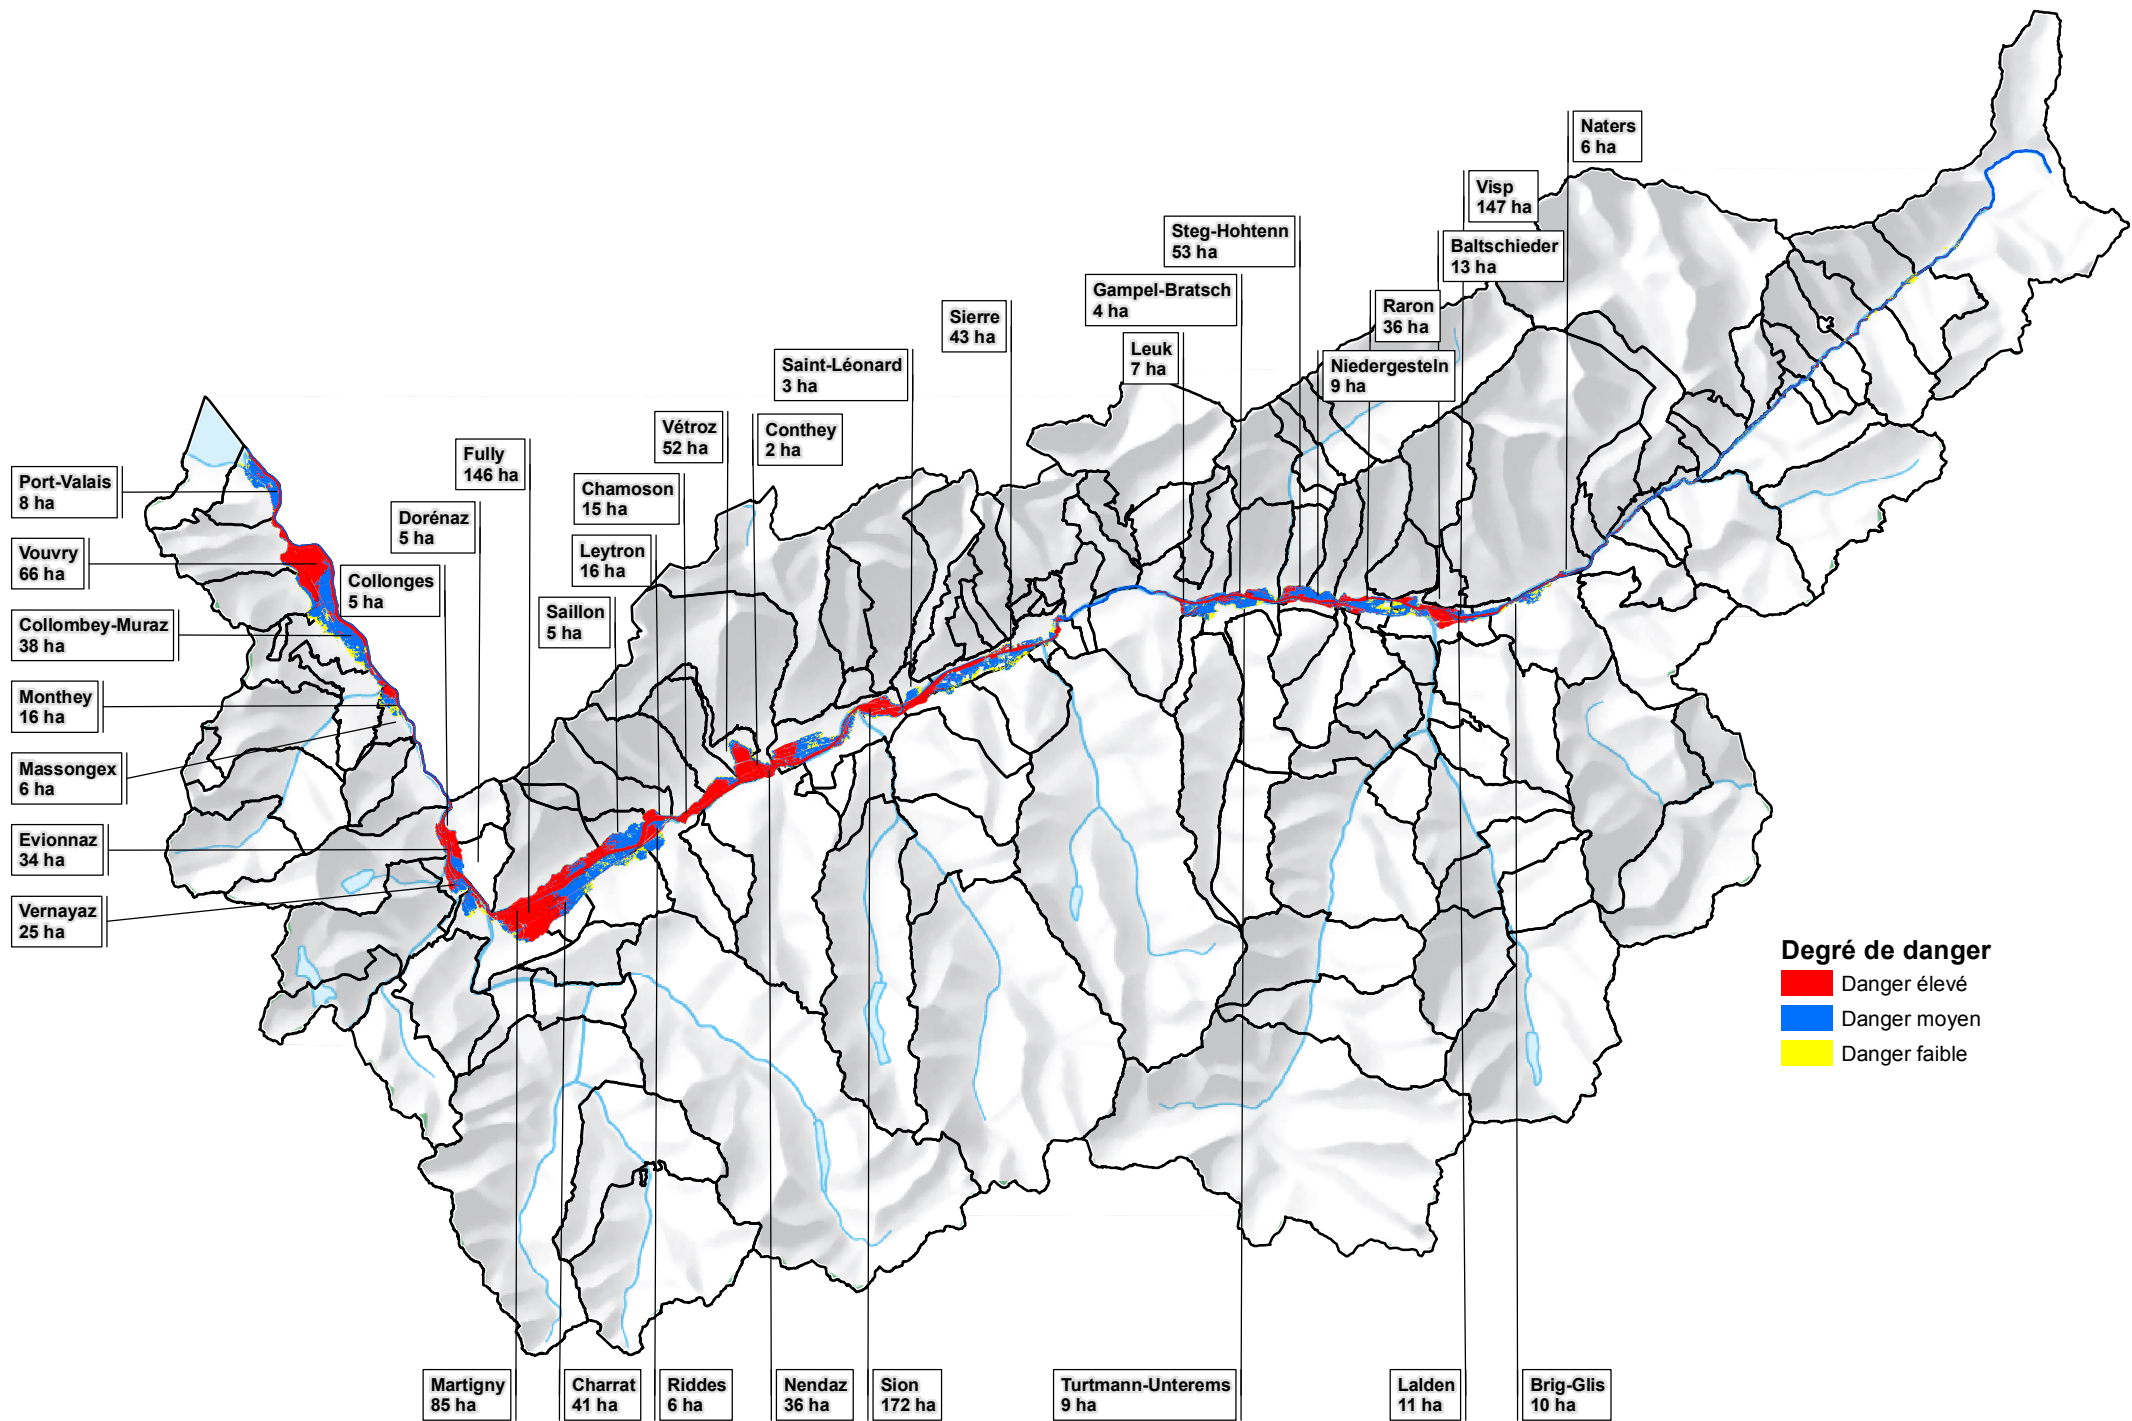 Naters
6 ha
Visp
147 ha
Steg-Hohtenn
53 ha
Baltschieder
13 ha
Gampel-Bratsch
4 ha
Raron
36 ha
Sierre
43 ha
Leuk
7 ha
Saint-Léonard
3 ha
Niedergesteln
9 ha
Vétroz
52 ha
Conthey
2 ha
Fully
146 ha
Port-Valais
8 ha
Chamoson
15 ha
Dorénaz
5 ha
Leytron
16 ha
Vouvry
66 ha
Collonges
5 ha
Saillon
5 ha
Collombey-Muraz
38 ha
Monthey
16 ha
Massongex
6 ha
Evionnaz
34 ha
Vernayaz
25 ha
Degré de danger
Danger élevé
Danger moyen
Danger faible
Martigny
85 ha
Charrat
41 ha
Riddes
6 ha
Nendaz
36 ha
Sion
172 ha
Turtmann-Unterems
9 ha
Lalden
11 ha
Brig-Glis
10 ha